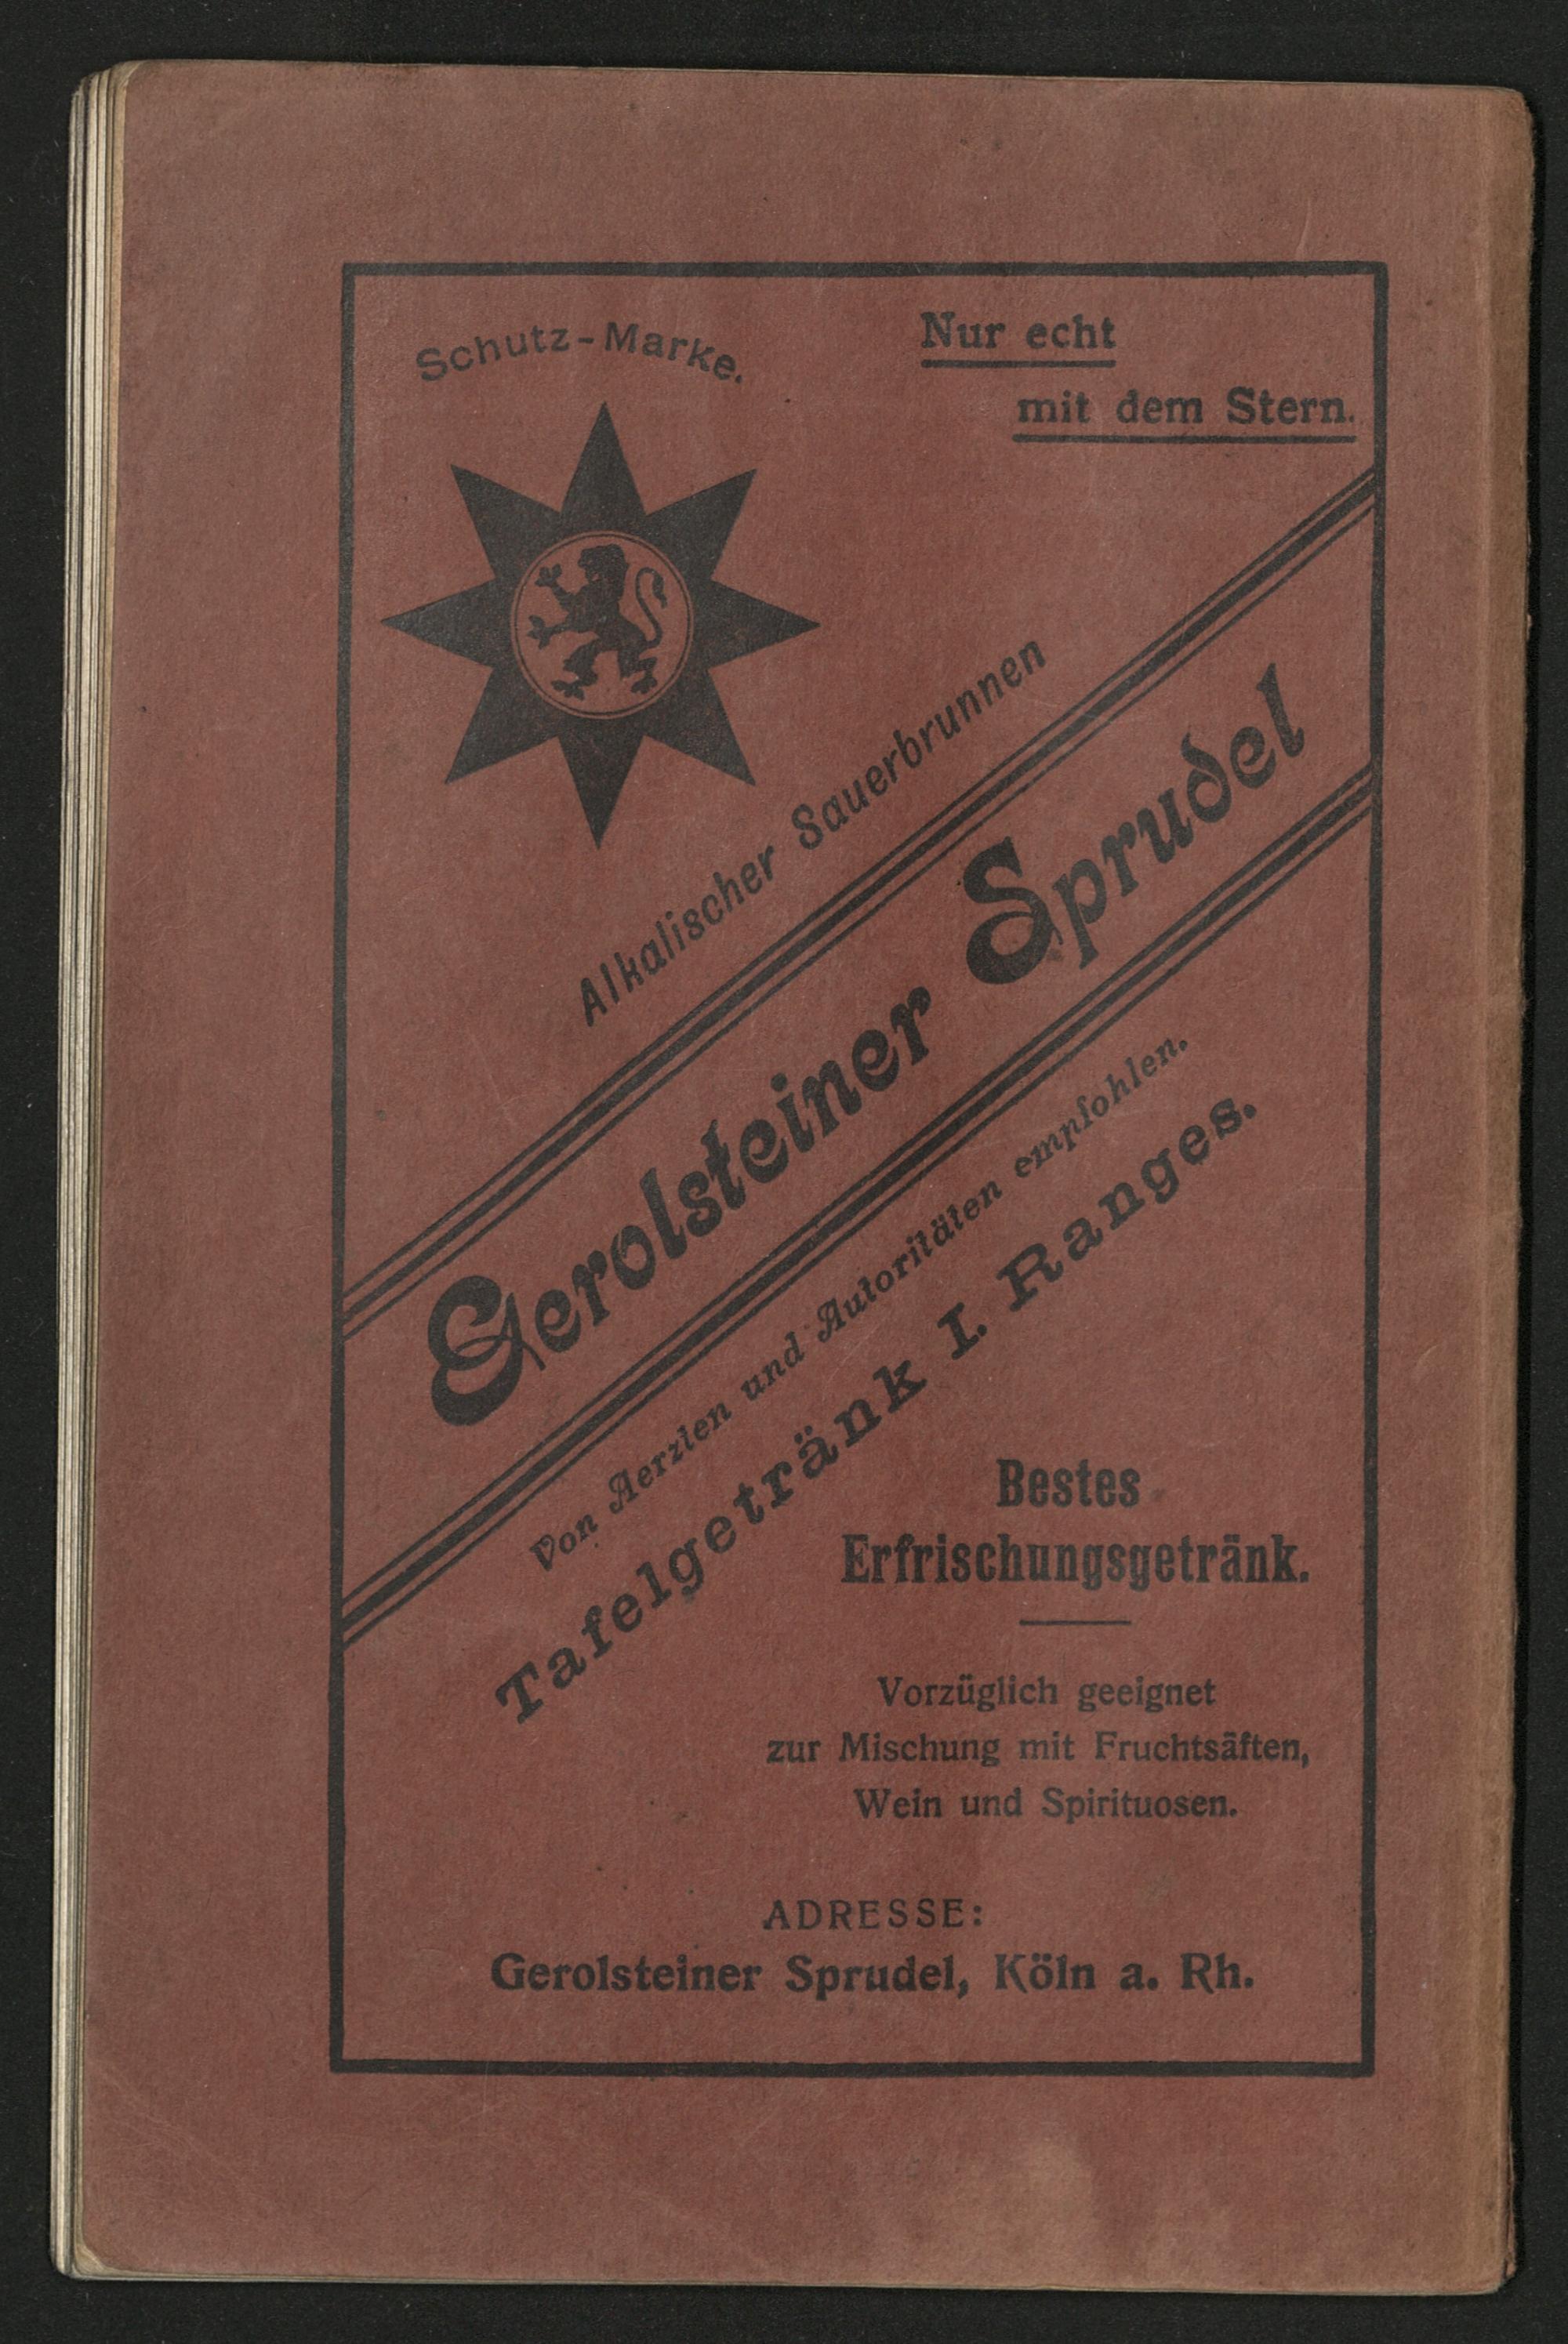 Schutz-Marke.
Nur echt
mit dem Stern.
Alkalischer Sauerbrunnen
Gerolsteiner Sprudel
Von Aerzten und Autoritäten empfohlen.
Tafelgetränk I. Ranges.
Bestes
Erfrischungsgetränk.
Vorzüglich geeignet
zur Mischung mit Fruchtsäften,
Wein und Spirituosen.
ADRESSE:
Gerolsteiner Sprudel, Köln a. Rh.